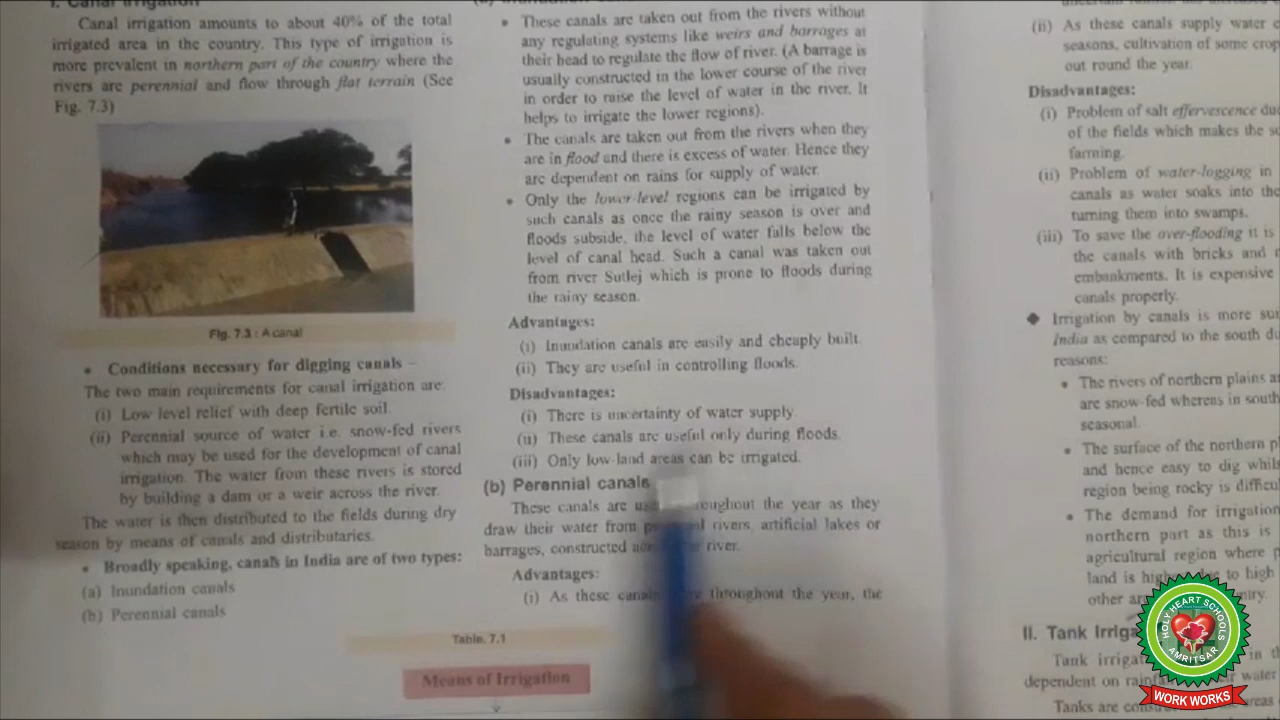 I. Canal Irrigation
Canal irrigation amounts to about 40% of the total
irrigated area in the country. This type of irrigation is
more prevalent in northern part of the country where the
rivers are perennial and flow through flat terrain (See
Fig. 7.3)
Fig. 7.3 : A canal
• Conditions necessary for digging canals –
The two main requirements for canal irrigation are:
(i) Low level relief with deep fertile soil.
(ii) Perennial source of water i.e. snow-fed rivers
which may be used for the development of canal
irrigation. The water from these rivers is stored
by building a dam or a weir across the river.
The water is then distributed to the fields during dry
season by means of canals and distributaries.
• Broadly speaking, canals in India are of two types:
(a) Inundation canals
(b) Perennial canals
• These canals are taken out from the rivers without
any regulating systems like weirs and barrages at
their head to regulate the flow of river. (A barrage is
usually constructed in the lower course of the river
in order to raise the level of water in the river. It
helps to irrigate the lower regions).
• The canals are taken out from the rivers when they
are in flood and there is excess of water. Hence they
are dependent on rains for supply of water.
• Only the lower-level regions can be irrigated by
such canals as once the rainy season is over and
floods subside, the level of water falls below the
level of canal head. Such a canal was taken out
from river Sutlej which is prone to floods during
the rainy season.
Advantages:
(i) Inundation canals are easily and cheaply built.
(ii) They are useful in controlling floods.
Disadvantages:
(i) There is uncertainty of water supply.
(ii) These canals are useful only during floods.
(iii) Only low-land areas can be irrigated.
(b) Perennial canals
These canals are throughout the year as they
draw their water from rivers, artificial lakes or
barrages, constructed river.
Advantages:
(i) As these throughout the year, the
Table. 7.1
Means of Irrigation
(ii) As these canals supply water
seasons, cultivation of some
out round the year.
Disadvantages:
(i) Problem of salt effervescence
of the fields which makes the
farming.
(ii) Problem of water-logging in
canals as water soaks into
turning them into swamps.
(iii) To save the over-flooding it is
the canals with bricks and
embankments. It is expensive
canals properly.
◆ Irrigation by canals is more
India as compared to the south
reasons:
• The rivers of northern plains
are snow-fed whereas in
seasonal.
• The surface of the northern
and hence easy to dig
region being rocky is
• The demand for irrigation
northern part as this is
agricultural region where
land is to high
other
II. Tank
Tank in
dependent on water
Tanks are areas
HOLY HEART SCHOOLS
AMRITSAR
WORK WORKS